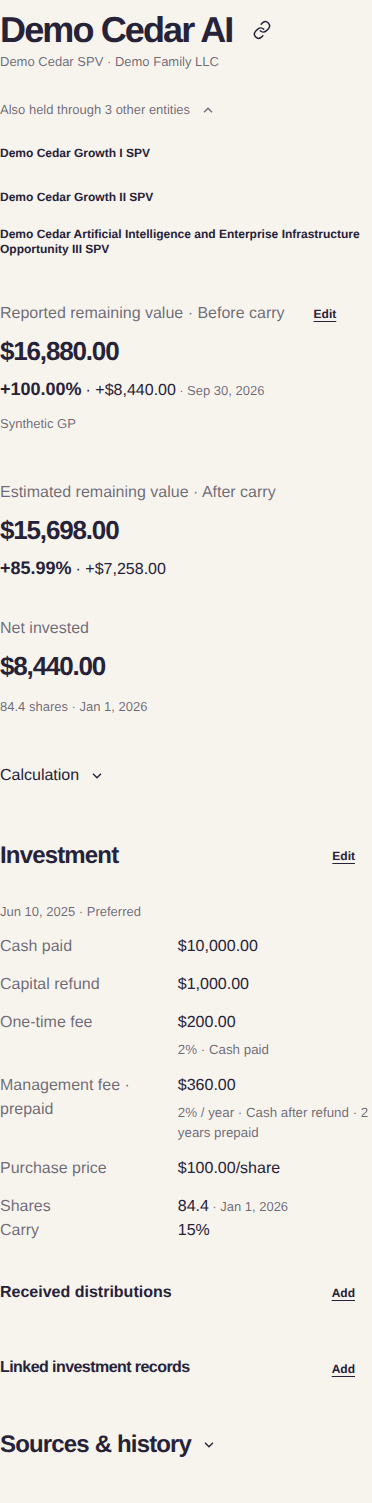 Demo Cedar AI
Demo Cedar SPV · Demo Family LLC
Also held through 3 other entities
Demo Cedar Growth I SPV
Demo Cedar Growth II SPV
Demo Cedar Artificial Intelligence and Enterprise Infrastructure
Opportunity III SPV
Reported remaining value · Before carry Edit
$16,880.00
+100.00% · +$8,440.00 · Sep 30, 2026
Synthetic GP
Estimated remaining value · After carry
$15,698.00
+85.99% · +$7,258.00
Net invested
$8,440.00
84.4 shares · Jan 1, 2026
Calculation
Investment Edit
Jun 10, 2025 · Preferred
Cash paid $10,000.00
Capital refund $1,000.00
One-time fee $200.00
2% · Cash paid
Management fee · $360.00
prepaid
2% / year · Cash after refund · 2
years prepaid
Purchase price $100.00/share
Shares 84.4 · Jan 1, 2026
Carry 15%
Received distributions Add
Linked investment records Add
Sources & history